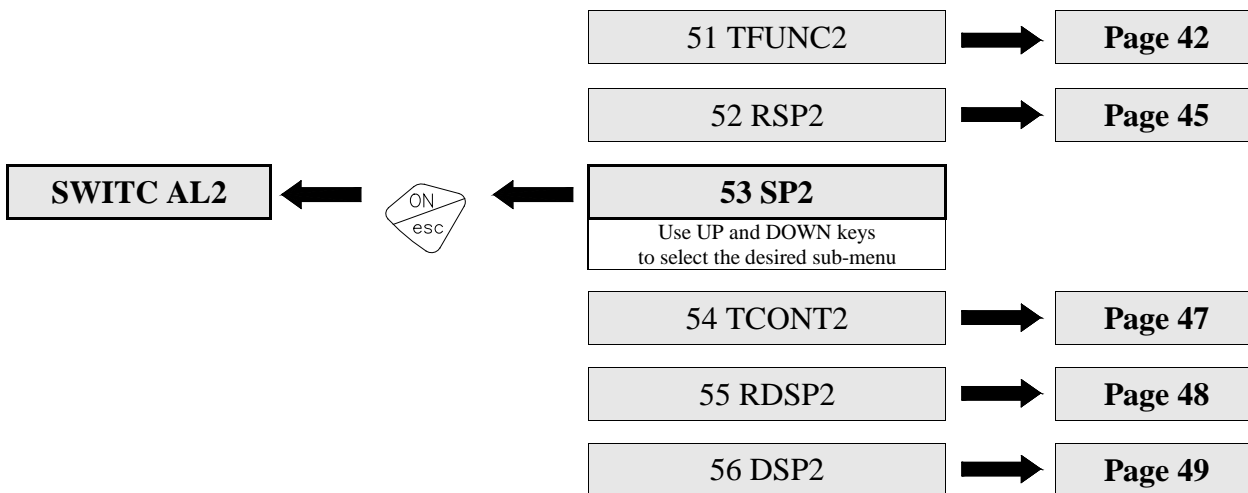 51 TFUNC2 Page 42
52 RSP2 Page 45
SWITC AL2 ON esc 53 SP2
Use UP and DOWN keys
to select the desired sub-menu
54 TCONT2 Page 47
55 RDSP2 Page 48
56 DSP2 Page 49